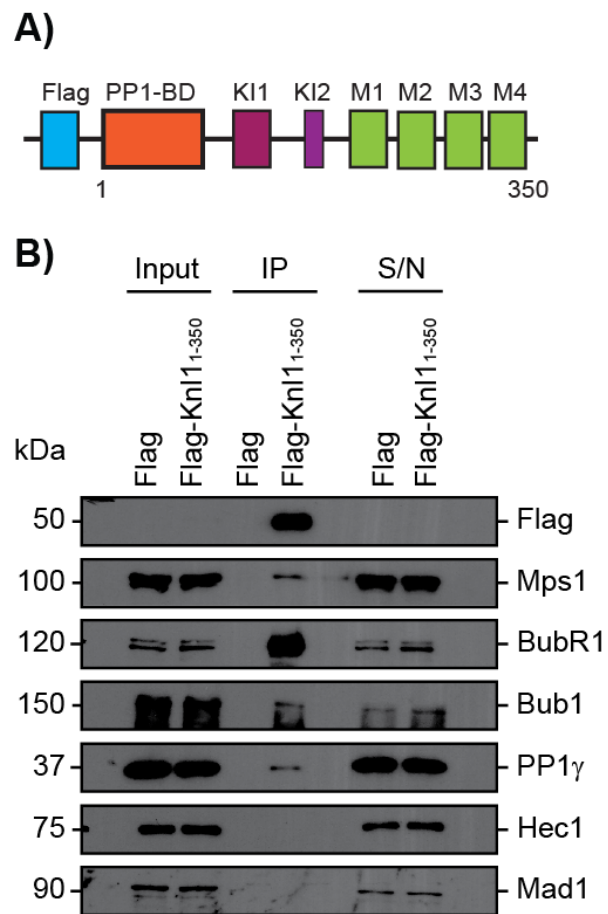 A)
Flag PP1-BD KI1 KI2 M1 M2 M3 M4
1 350
B)
Input IP S/N
kDa Flag Flag-Knl1₁₋₃₅₀ Flag Flag-Knl1₁₋₃₅₀ Flag Flag-Knl1₁₋₃₅₀
50 Flag
100 Mps1
120 BubR1
150 Bub1
37 PP1γ
75 Hec1
90 Mad1